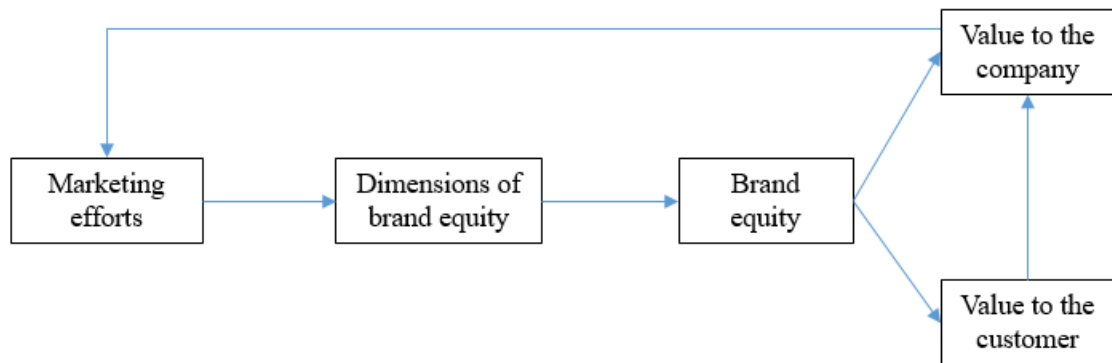 Value to the
company
Marketing
efforts
Dimensions of
brand equity
Brand
equity
Value to the
customer